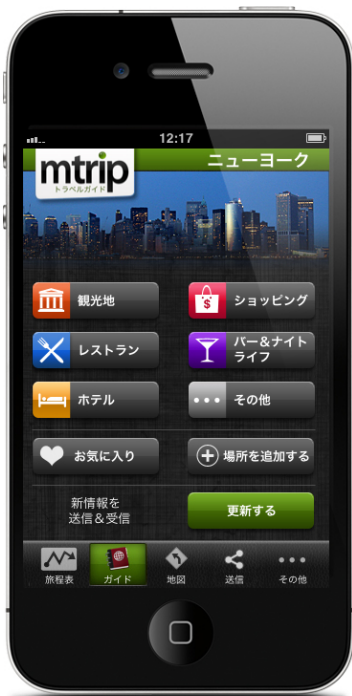 12:17
mtrip
トラベルガイド
ニューヨーク
観光地
ショッピング
レストラン
バー&ナイト
ライフ
ホテル
その他
お気に入り
場所を追加する
新情報を
送信&受信
更新する
旅程表
ガイド
地図
送信
その他